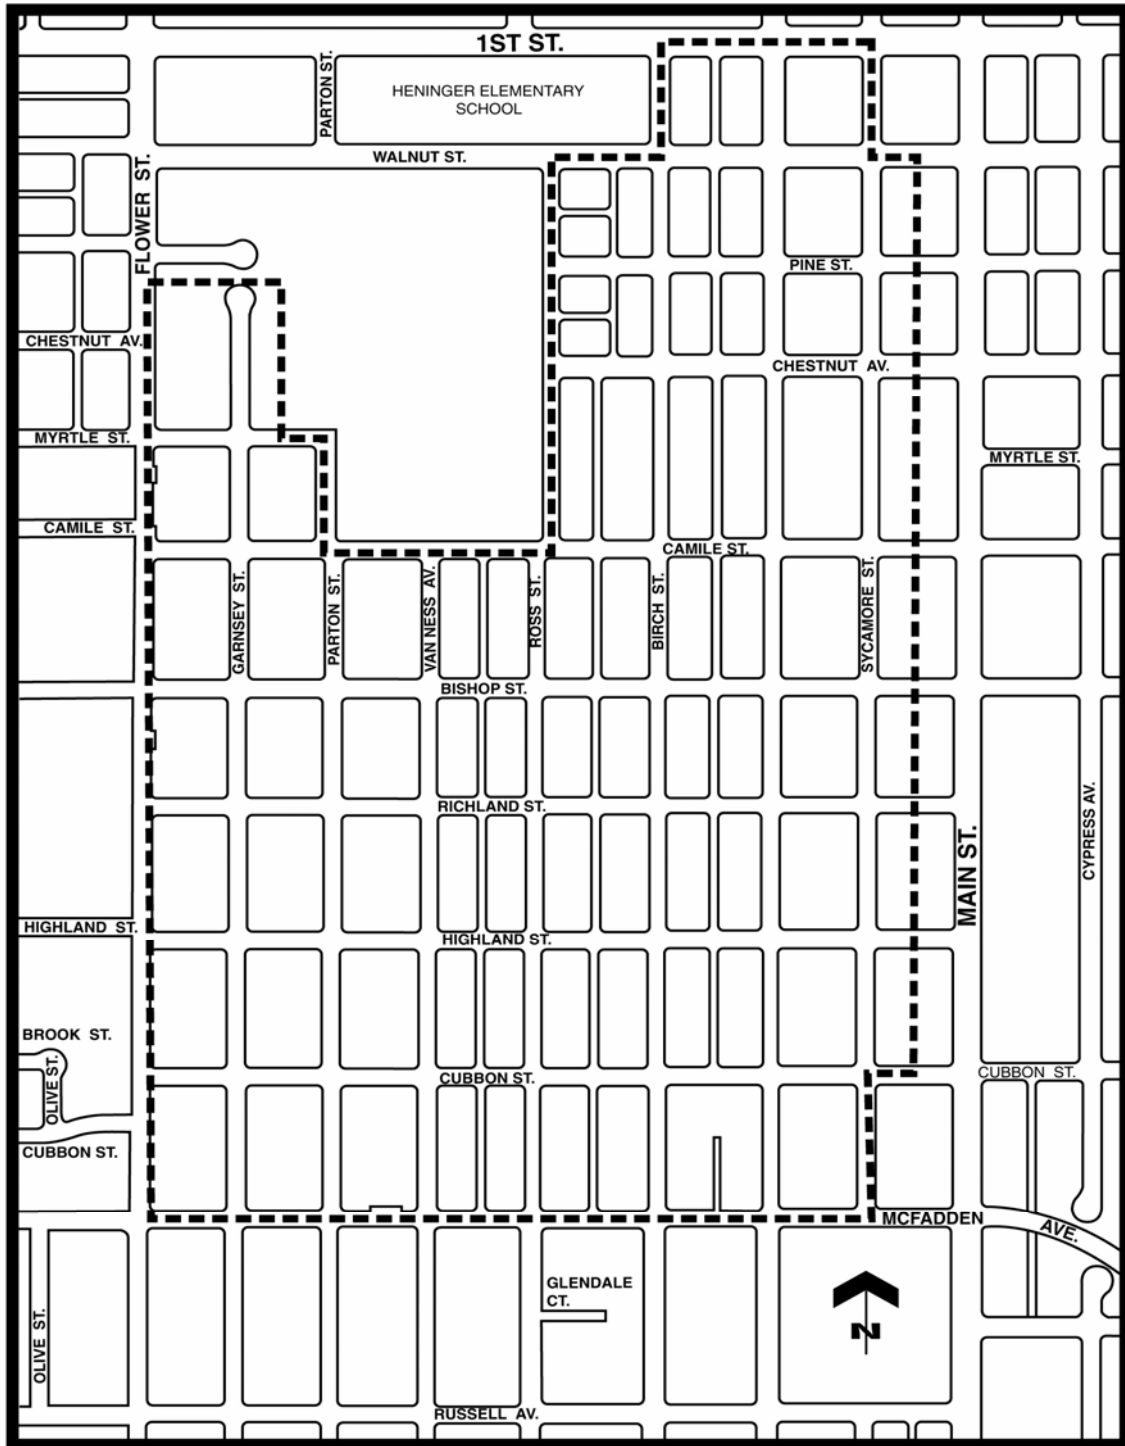 1ST ST.
PARTON ST.
HENINGER ELEMENTARY
SCHOOL
WALNUT ST.
FLOWER ST.
PINE ST.
CHESTNUT AV.
CHESTNUT AV.
MYRTLE ST.
MYRTLE ST.
CAMILE ST.
CAMILE ST.
GARNSEY ST.
PARTON ST.
VAN NESS AV.
ROSS ST.
BIRCH ST.
SYCAMORE ST.
BISHOP ST.
RICHLAND ST.
CYPRESS AV.
MAIN ST.
HIGHLAND ST.
HIGHLAND ST.
BROOK ST.
OLIVE ST.
CUBBON ST.
CUBBON ST.
CUBBON ST.
MCFADDEN
AVE.
GLENDALE
CT.
N
OLIVE ST.
RUSSELL AV.